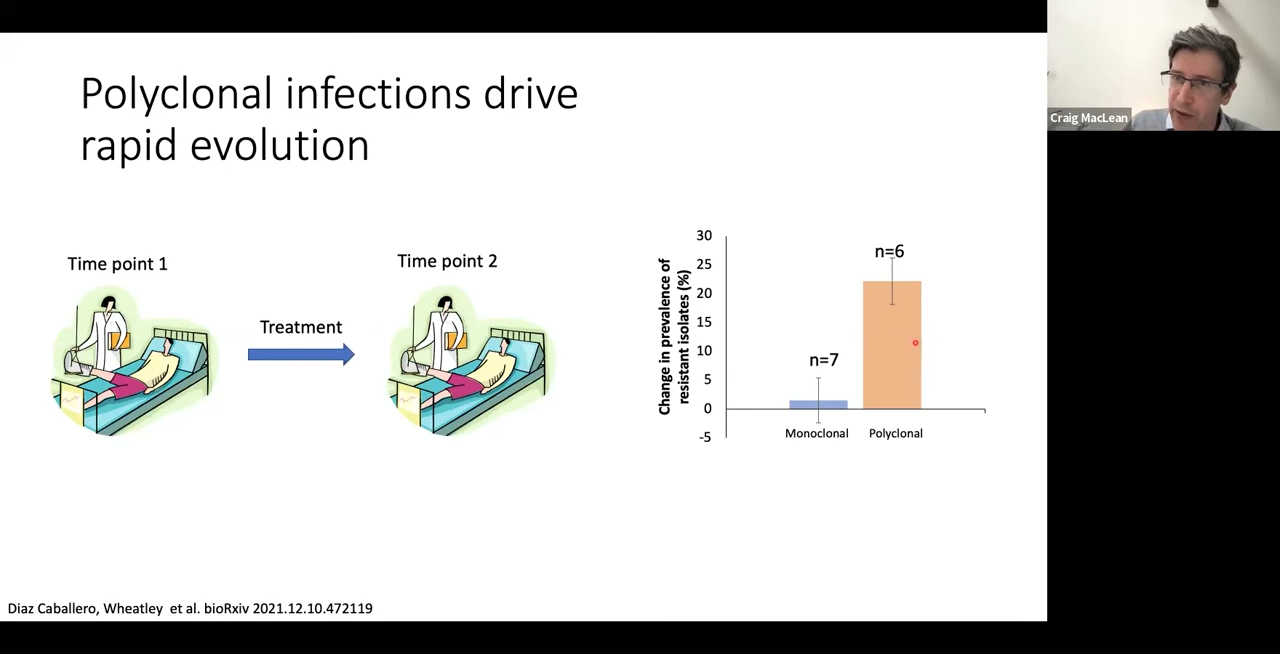 Polyclonal infections drive
rapid evolution
Craig MacLean
Time point 1
Time point 2
Treatment
Change in prevalence of
resistant isolates (%)
30
25
20
15
10
5
0
-5
n=7
n=6
Monoclonal
Polyclonal
Diaz Caballero, Wheatley et al. bioRxiv 2021.12.10.472119